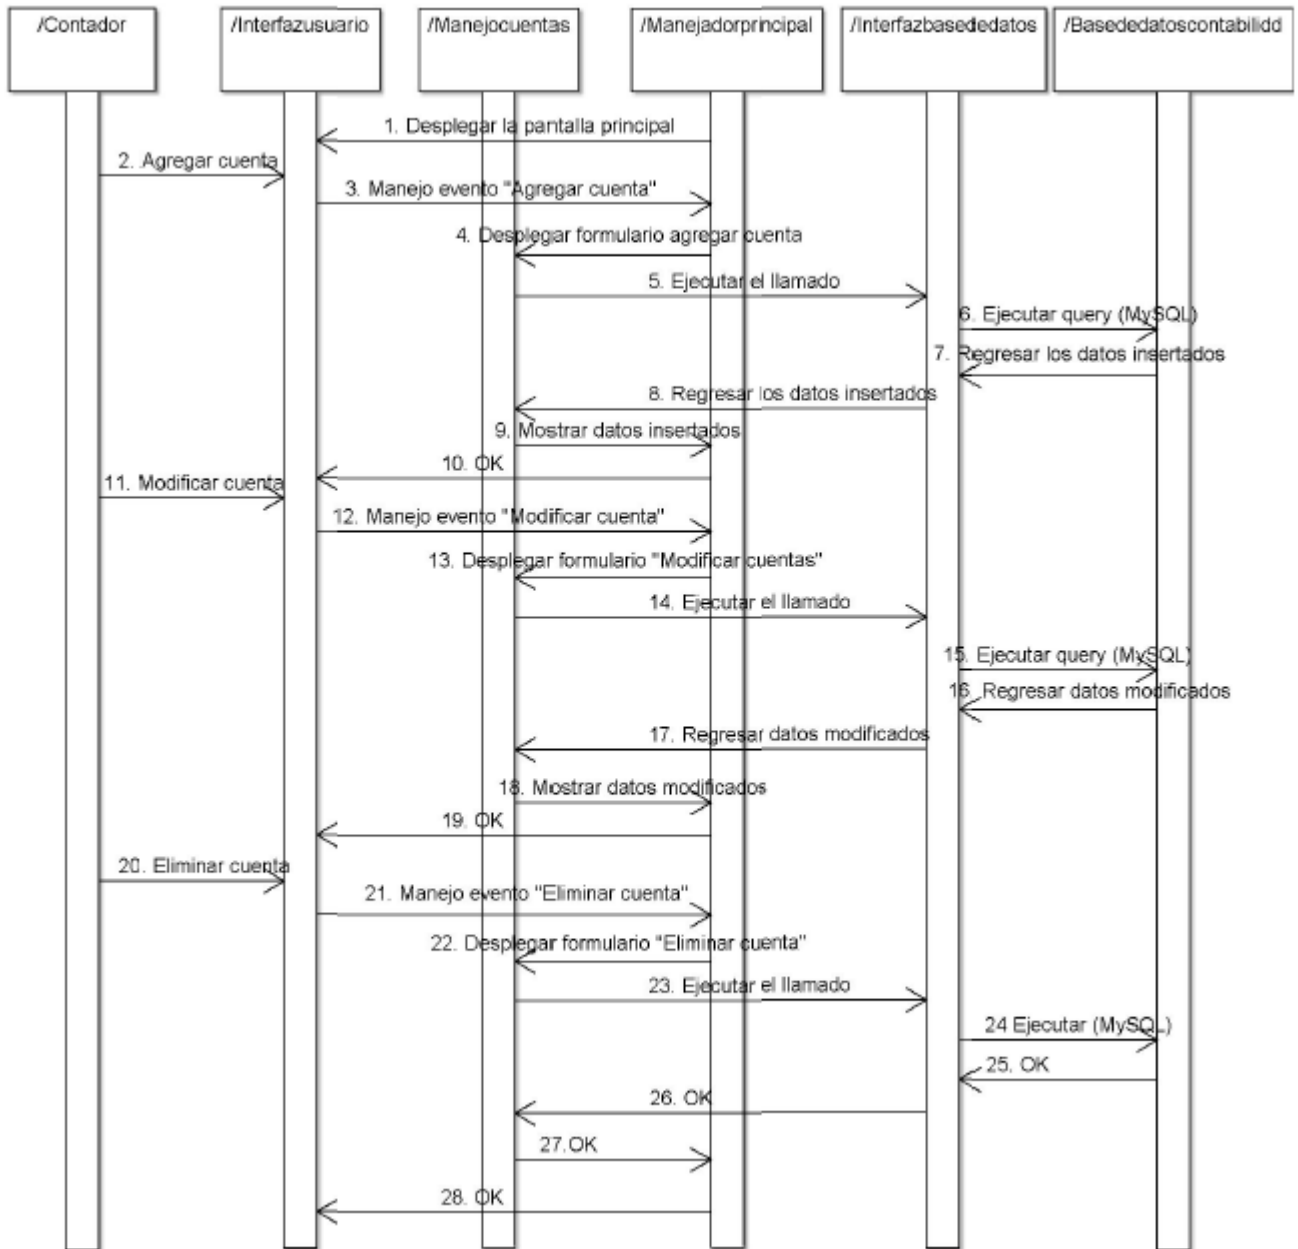 /Contador
/Interfazusuario
/Manejocuentas
/Manejadorprincipal
/Interfazbasededatos
/Basededatoscontabilidd
1. Desplegar la pantalla principal
2. Agregar cuenta
3. Manejo evento "Agregar cuenta"
4. Desplegar formulario agregar cuenta
5. Ejecutar el llamado
6. Ejecutar query (MySQL)
7. Regresar los datos insertados
8. Regresar los datos insertados
9. Mostrar datos insertados
10. OK
11. Modificar cuenta
12. Manejo evento "Modificar cuenta"
13. Desplegar formulario "Modificar cuentas"
14. Ejecutar el llamado
15. Ejecutar query (MySQL)
16. Regresar datos modificados
17. Regresar datos modificados
18. Mostrar datos modificados
19. OK
20. Eliminar cuenta
21. Manejo evento "Eliminar cuenta"
22. Desplegar formulario "Eliminar cuenta"
23. Ejecutar el llamado
24 Ejecutar (MySQL)
25. OK
26. OK
27.OK
28. OK